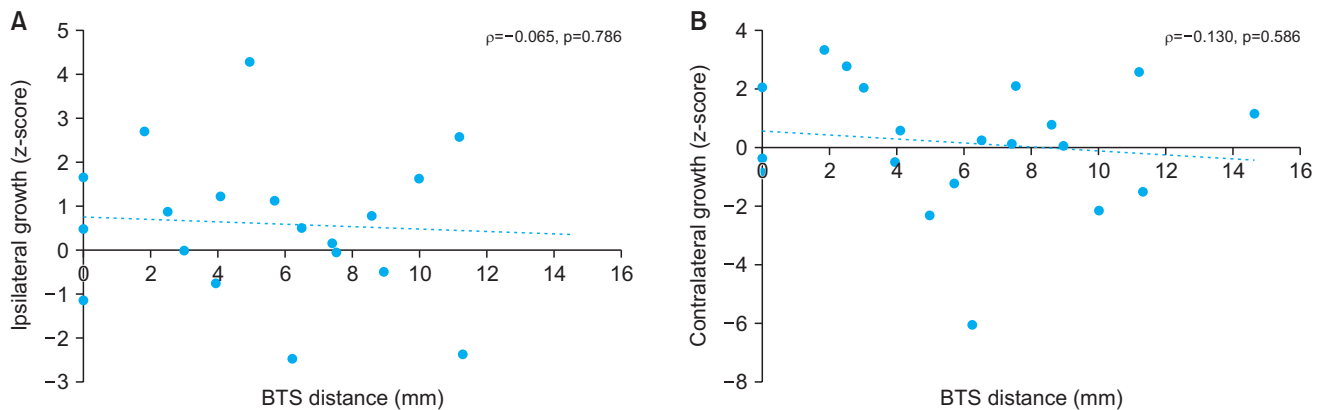 A
ρ=−0.065, p=0.786
5
4
3
2
1
0
−1
−2
−3
0 2 4 6 8 10 12 14 16
Ipsilateral growth (z-score)
BTS distance (mm)
B
ρ=−0.130, p=0.586
4
2
0
−2
−4
−6
−8
0 2 4 6 8 10 12 14 16
Contralateral growth (z-score)
BTS distance (mm)